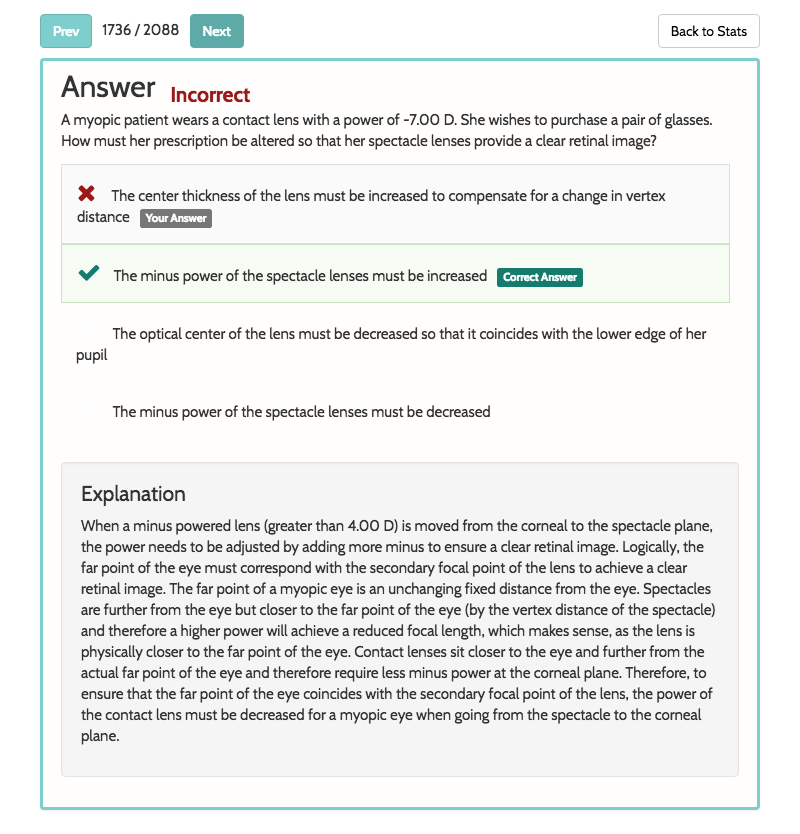 Prev 1736 / 2088 Next Back to Stats
Answer Incorrect
A myopic patient wears a contact lens with a power of -7.00 D. She wishes to purchase a pair of glasses.
How must her prescription be altered so that her spectacle lenses provide a clear retinal image?
The center thickness of the lens must be increased to compensate for a change in vertex
distance Your Answer
The minus power of the spectacle lenses must be increased Correct Answer
The optical center of the lens must be decreased so that it coincides with the lower edge of her
pupil
The minus power of the spectacle lenses must be decreased
Explanation
When a minus powered lens (greater than 4.00 D) is moved from the corneal to the spectacle plane,
the power needs to be adjusted by adding more minus to ensure a clear retinal image. Logically, the
far point of the eye must correspond with the secondary focal point of the lens to achieve a clear
retinal image. The far point of a myopic eye is an unchanging fixed distance from the eye. Spectacles
are further from the eye but closer to the far point of the eye (by the vertex distance of the spectacle)
and therefore a higher power will achieve a reduced focal length, which makes sense, as the lens is
physically closer to the far point of the eye. Contact lenses sit closer to the eye and further from the
actual far point of the eye and therefore require less minus power at the corneal plane. Therefore, to
ensure that the far point of the eye coincides with the secondary focal point of the lens, the power of
the contact lens must be decreased for a myopic eye when going from the spectacle to the corneal
plane.